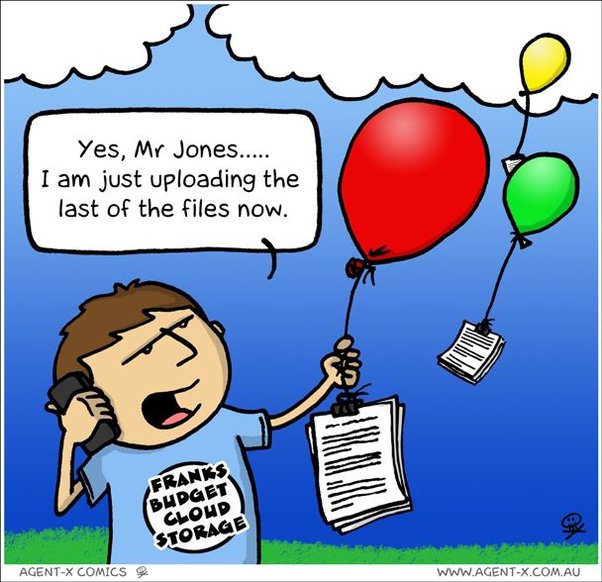 Yes, Mr Jones.....
I am just uploading the
last of the files now.
FRANKS
BUDGET
CLOUD
STORAGE
AGENT-X COMICS
WWW.AGENT-X.COM.AU